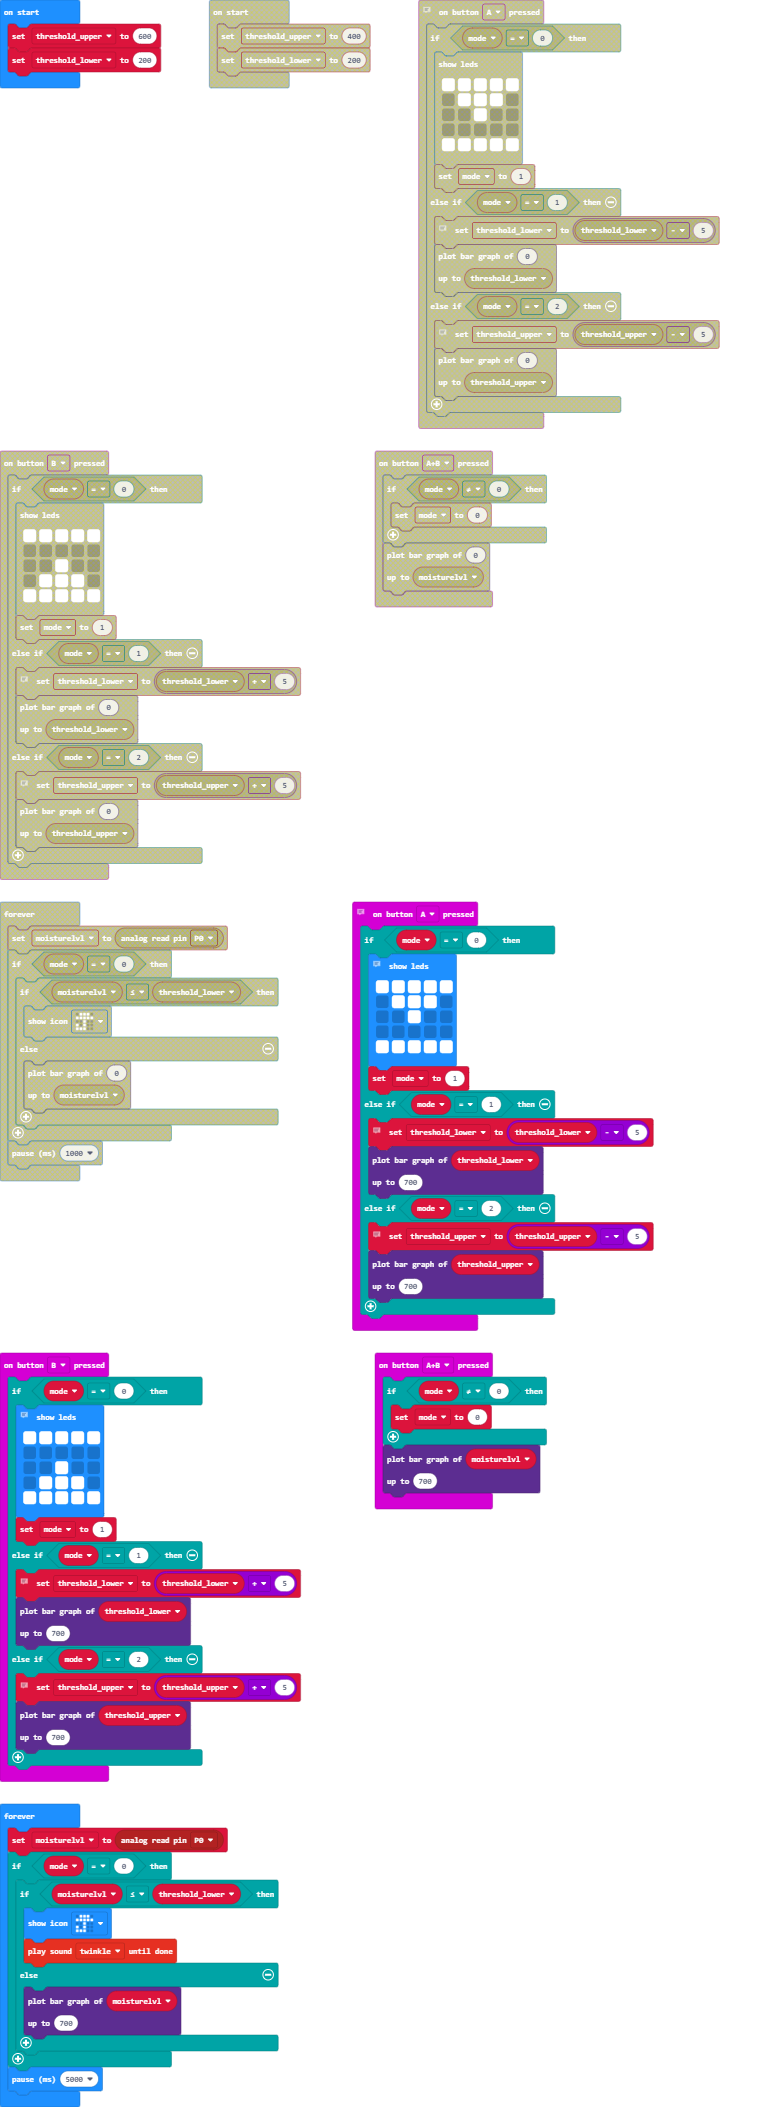 on start
set threshold_upper to 600
set threshold_lower to 200
on start
set threshold_upper to 400
set threshold_lower to 200
on button A pressed
if mode = 0 then
show leds
set mode to 1
else if mode = 1 then
set threshold_lower to threshold_lower - 5
plot bar graph of 0
up to threshold_lower
else if mode = 2 then
set threshold_upper to threshold_upper - 5
plot bar graph of 0
up to threshold_upper
on button B pressed
if mode = 0 then
show leds
set mode to 1
else if mode = 1 then
set threshold_lower to threshold_lower + 5
plot bar graph of 0
up to threshold_lower
else if mode = 2 then
set threshold_upper to threshold_upper + 5
plot bar graph of 0
up to threshold_upper
on button A+B pressed
if mode ≠ 0 then
set mode to 0
plot bar graph of 0
up to moisturelvl
forever
set moisturelvl to analog read pin P0
if mode = 0 then
if moisturelvl ≤ threshold_lower then
show icon
else
plot bar graph of 0
up to moisturelvl
pause (ms) 1000
on button A pressed
if mode = 0 then
show leds
set mode to 1
else if mode = 1 then
set threshold_lower to threshold_lower - 5
plot bar graph of threshold_lower
up to 700
else if mode = 2 then
set threshold_upper to threshold_upper - 5
plot bar graph of threshold_upper
up to 700
on button B pressed
if mode = 0 then
show leds
set mode to 1
else if mode = 1 then
set threshold_lower to threshold_lower + 5
plot bar graph of threshold_lower
up to 700
else if mode = 2 then
set threshold_upper to threshold_upper + 5
plot bar graph of threshold_upper
up to 700
on button A+B pressed
if mode ≠ 0 then
set mode to 0
plot bar graph of moisturelvl
up to 700
forever
set moisturelvl to analog read pin P0
if mode = 0 then
if moisturelvl ≤ threshold_lower then
show icon
play sound twinkle until done
else
plot bar graph of moisturelvl
up to 700
pause (ms) 5000